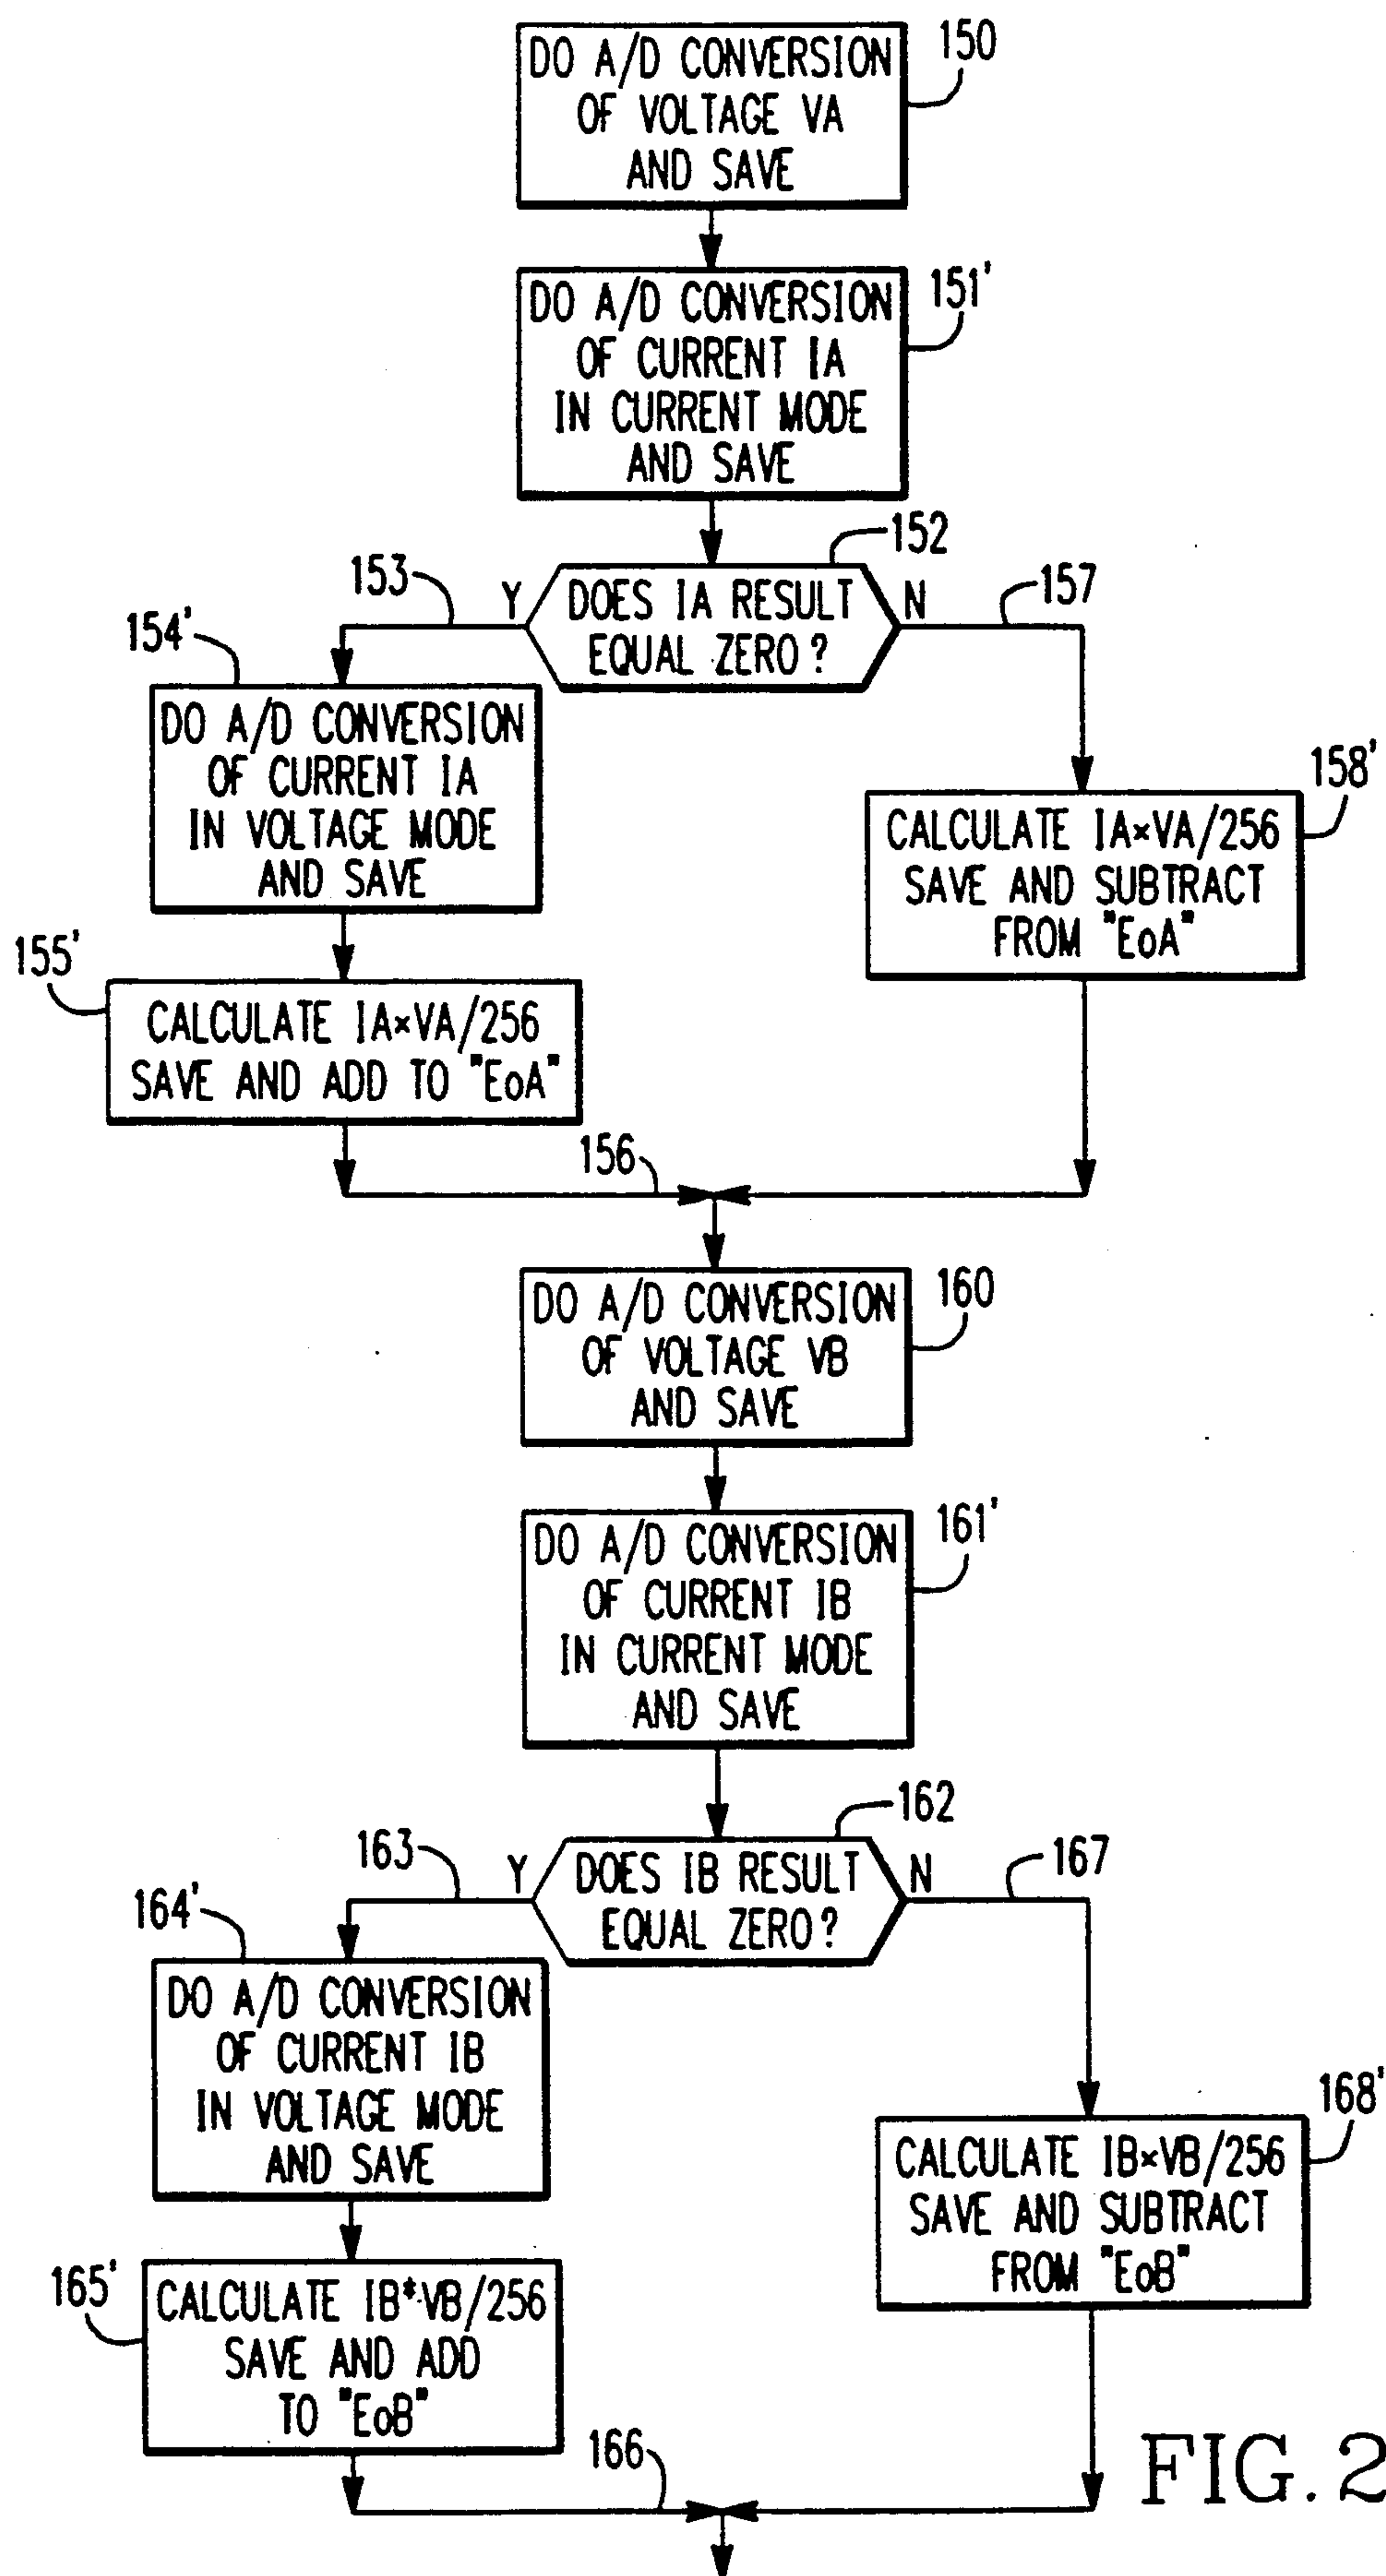 150
DO A/D CONVERSION
OF VOLTAGE VA
AND SAVE
151'
DO A/D CONVERSION
OF CURRENT IA
IN CURRENT MODE
AND SAVE
152
153
Y
DOES IA RESULT
EQUAL ZERO?
N
157
154'
DO A/D CONVERSION
OF CURRENT IA
IN VOLTAGE MODE
AND SAVE
158'
CALCULATE IA×VA/256
SAVE AND SUBTRACT
FROM "EoA"
155'
CALCULATE IA×VA/256
SAVE AND ADD TO "EoA"
156
160
DO A/D CONVERSION
OF VOLTAGE VB
AND SAVE
161'
DO A/D CONVERSION
OF CURRENT IB
IN CURRENT MODE
AND SAVE
162
163
Y
DOES IB RESULT
EQUAL ZERO?
N
167
164'
DO A/D CONVERSION
OF CURRENT IB
IN VOLTAGE MODE
AND SAVE
168'
CALCULATE IB×VB/256
SAVE AND SUBTRACT
FROM "EoB"
165'
CALCULATE IB*VB/256
SAVE AND ADD
TO "EoB"
166
FIG. 2